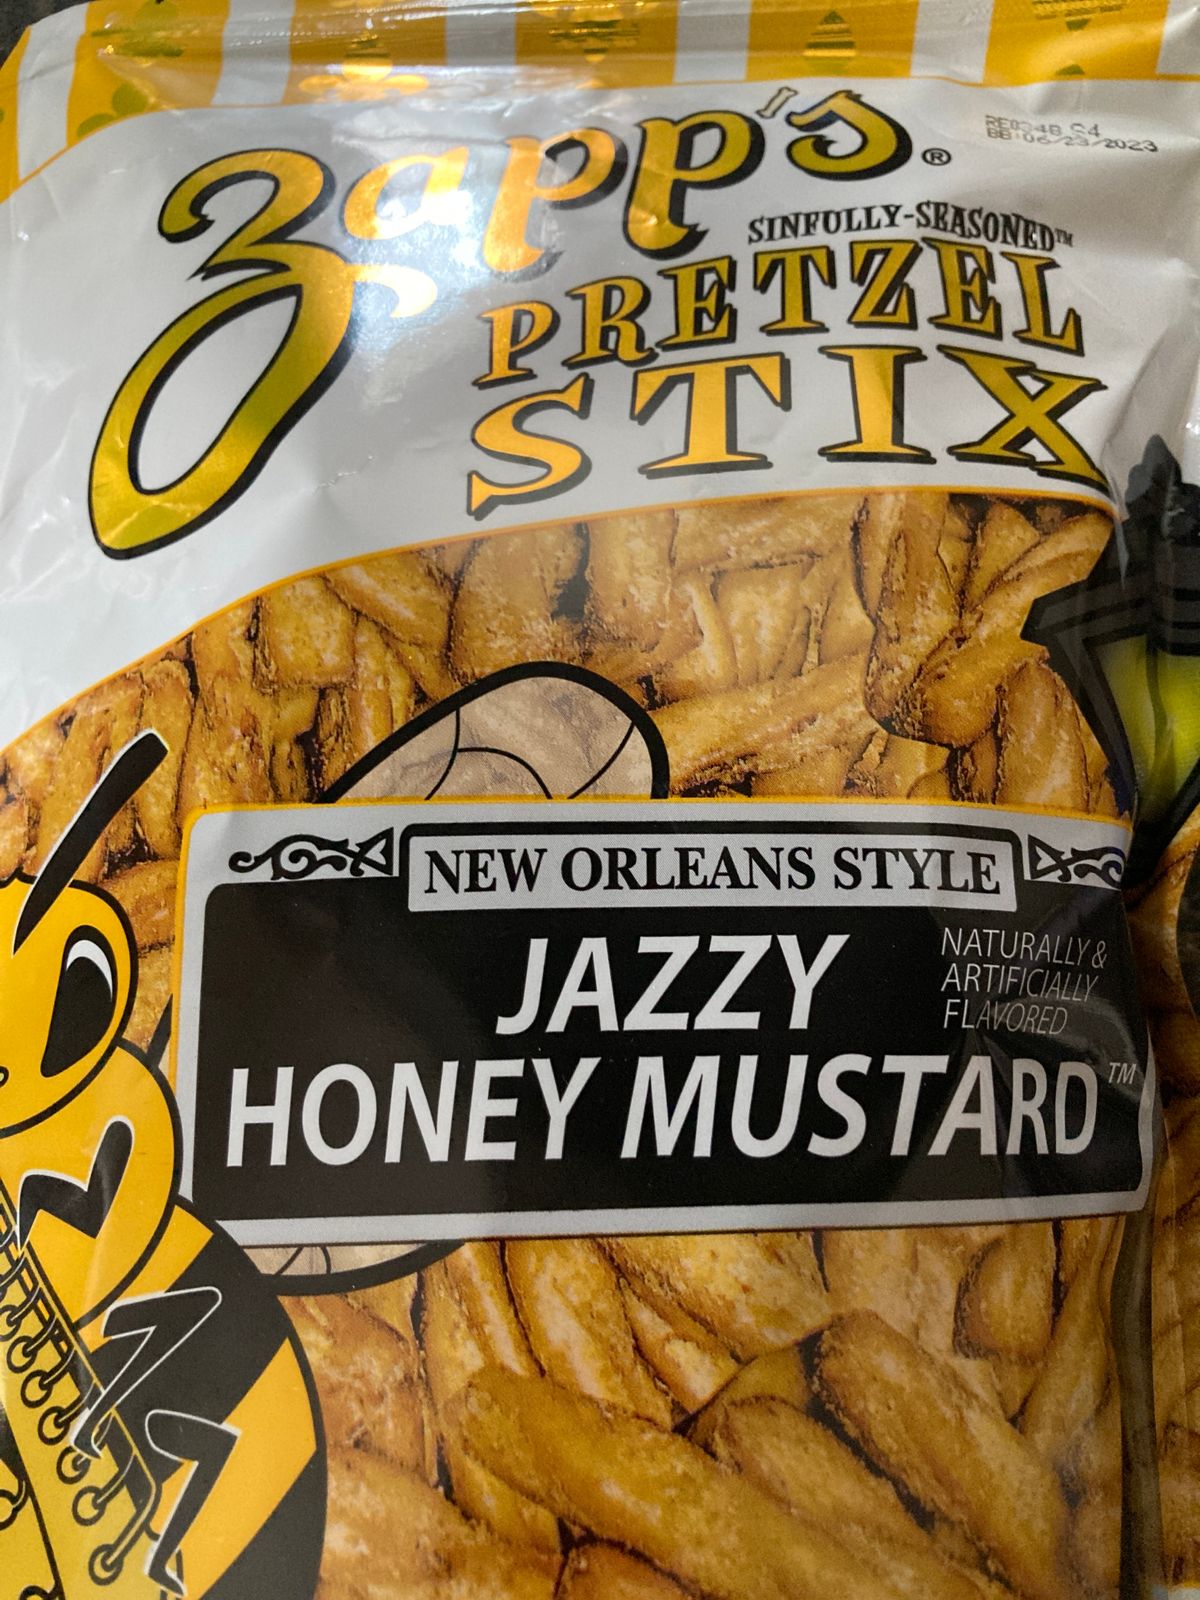 Zapp's®
RE0248 C4
BB 06/23/2023
SINFULLY-SEASONED™
PRETZEL
STIX
NEW ORLEANS STYLE
JAZZY
HONEY MUSTARD™
NATURALLY &
ARTIFICIALLY
FLAVORED